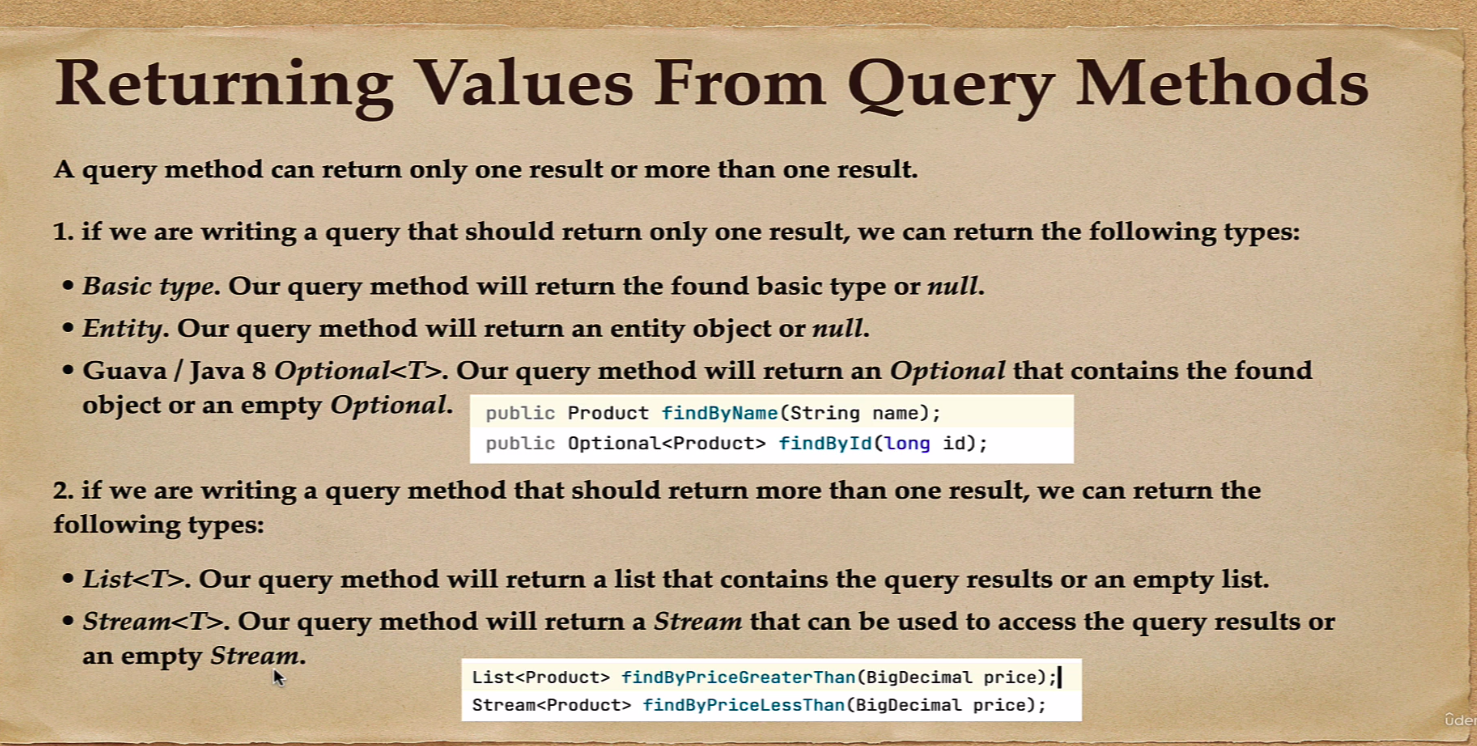 Returning Values From Query Methods
A query method can return only one result or more than one result.
1. if we are writing a query that should return only one result, we can return the following types:
• Basic type. Our query method will return the found basic type or null.
• Entity. Our query method will return an entity object or null.
• Guava / Java 8 Optional<T>. Our query method will return an Optional that contains the found
object or an empty Optional.
public Product findByName(String name);
public Optional<Product> findById(long id);
2. if we are writing a query method that should return more than one result, we can return the
following types:
• List<T>. Our query method will return a list that contains the query results or an empty list.
• Stream<T>. Our query method will return a Stream that can be used to access the query results or
an empty Stream.
List<Product> findByPriceGreaterThan(BigDecimal price);
Stream<Product> findByPriceLessThan(BigDecimal price);